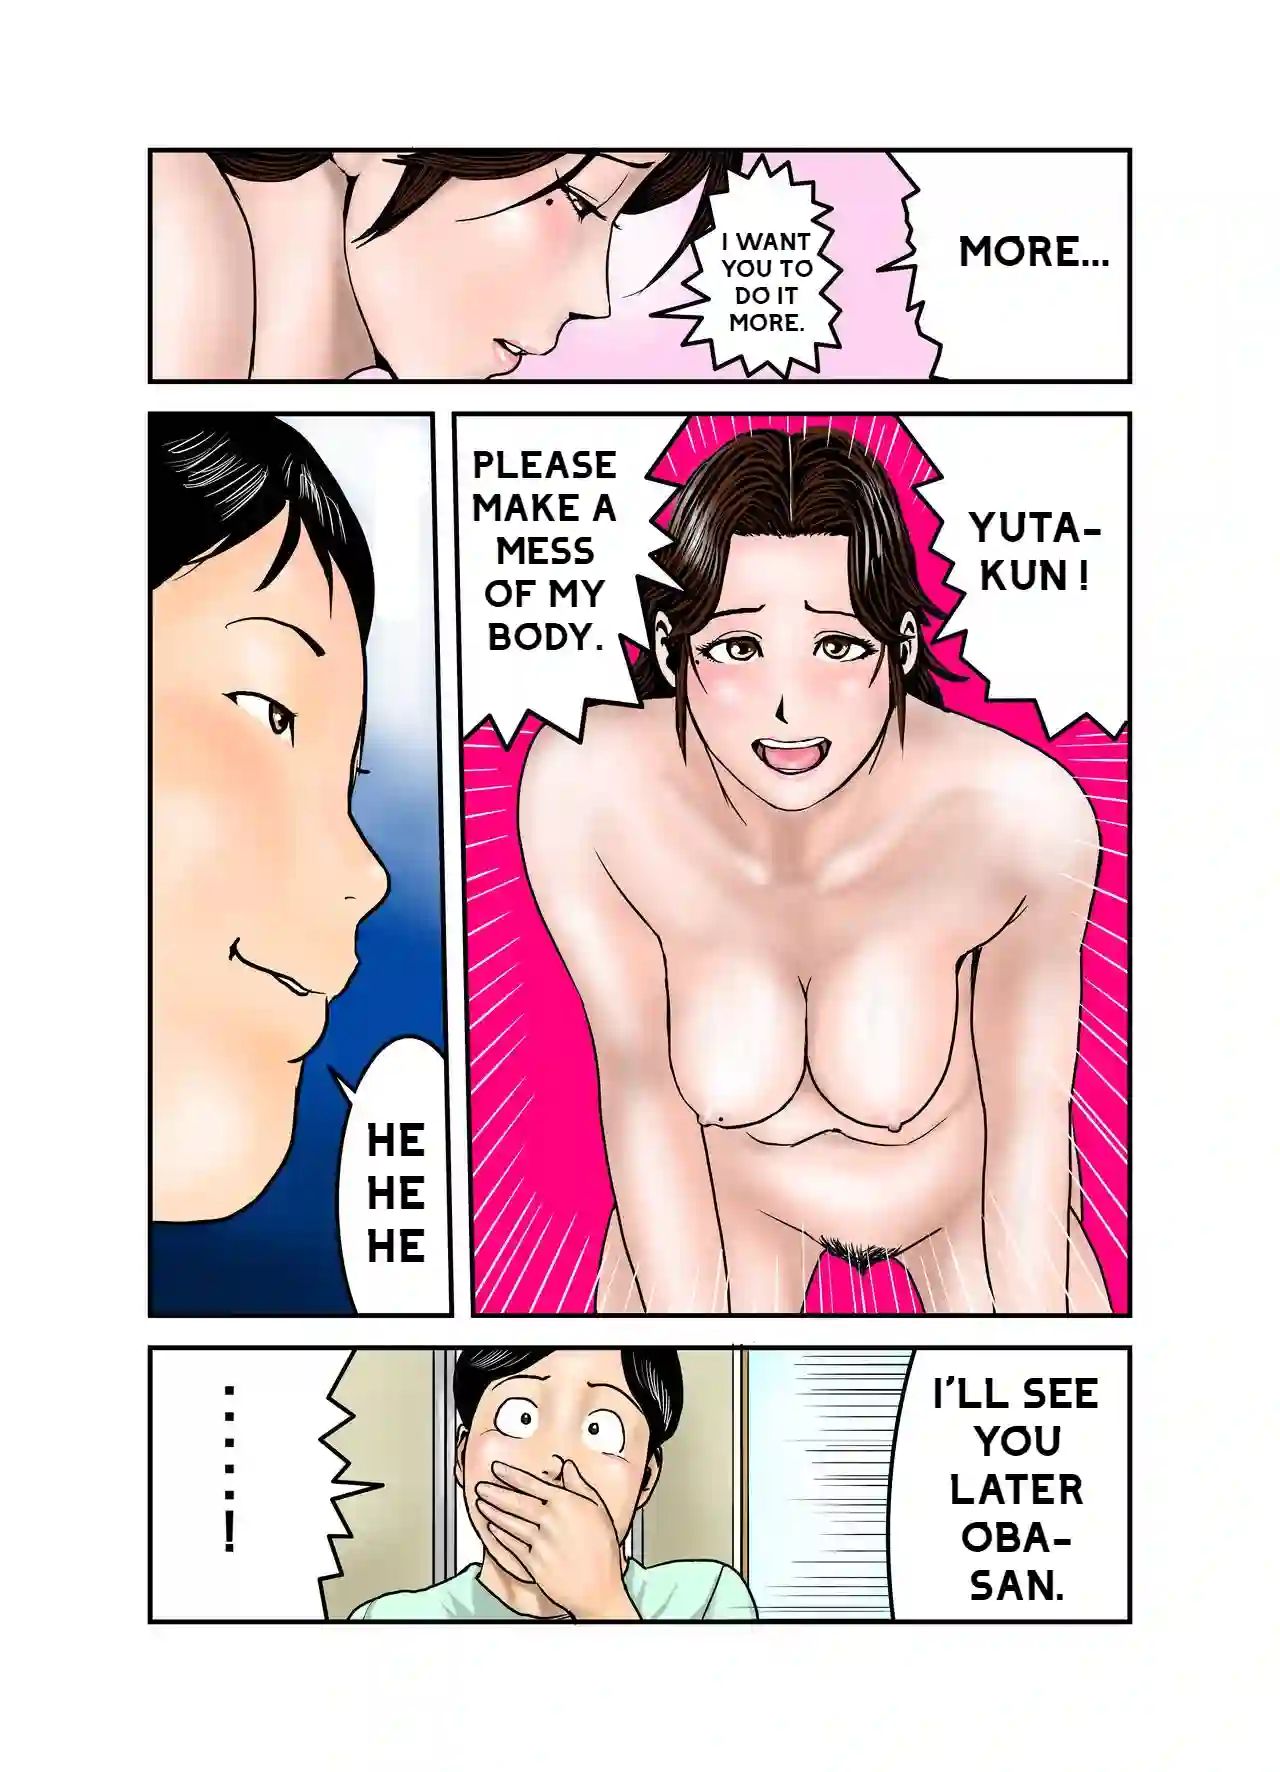 MORE...
I WANT
YOU TO
DO IT
MORE.
YUTA-
KUN!
PLEASE
MAKE A
MESS
OF MY
BODY.
HE
HE
HE
I'LL SEE
YOU
LATER
OBA-
SAN.
......!